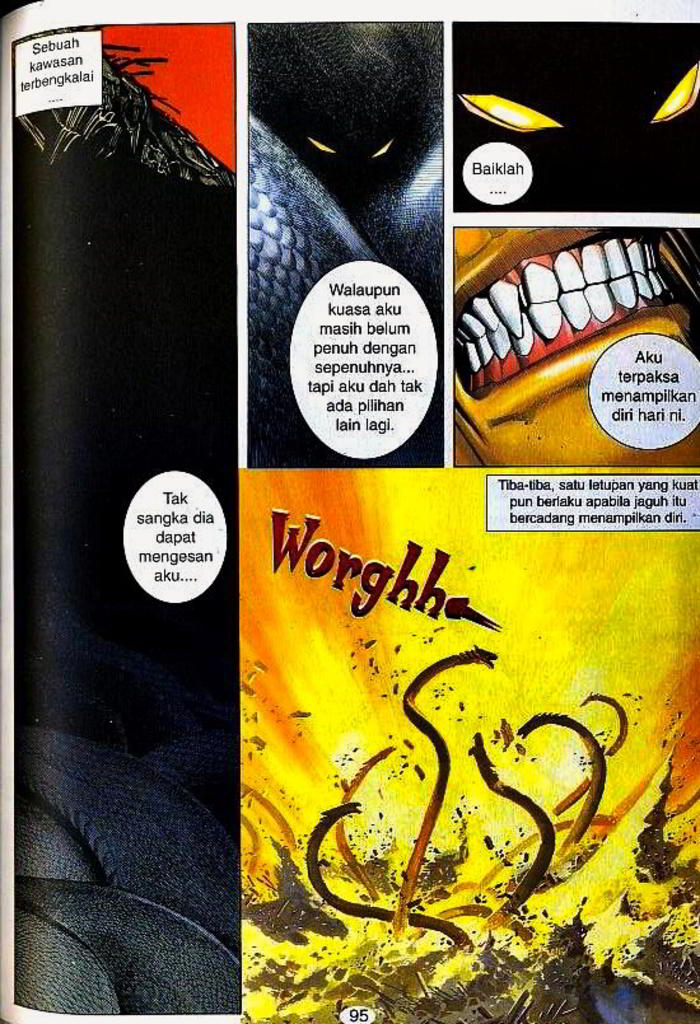 Sebuah
kawasan
terbengkalai
....
Tak
sangka dia
dapat
mengesan
aku....
Walaupun
kuasa aku
masih belum
penuh dengan
sepenuhnya...
tapi aku dah tak
ada pilihan
lain lagi.
Baiklah
....
Aku
terpaksa
menampilkan
diri hari ni.
Tiba-tiba, satu letupan yang kuat
pun berlaku apabila jaguh itu
bercadang menampilkan diri.
Worghh
95